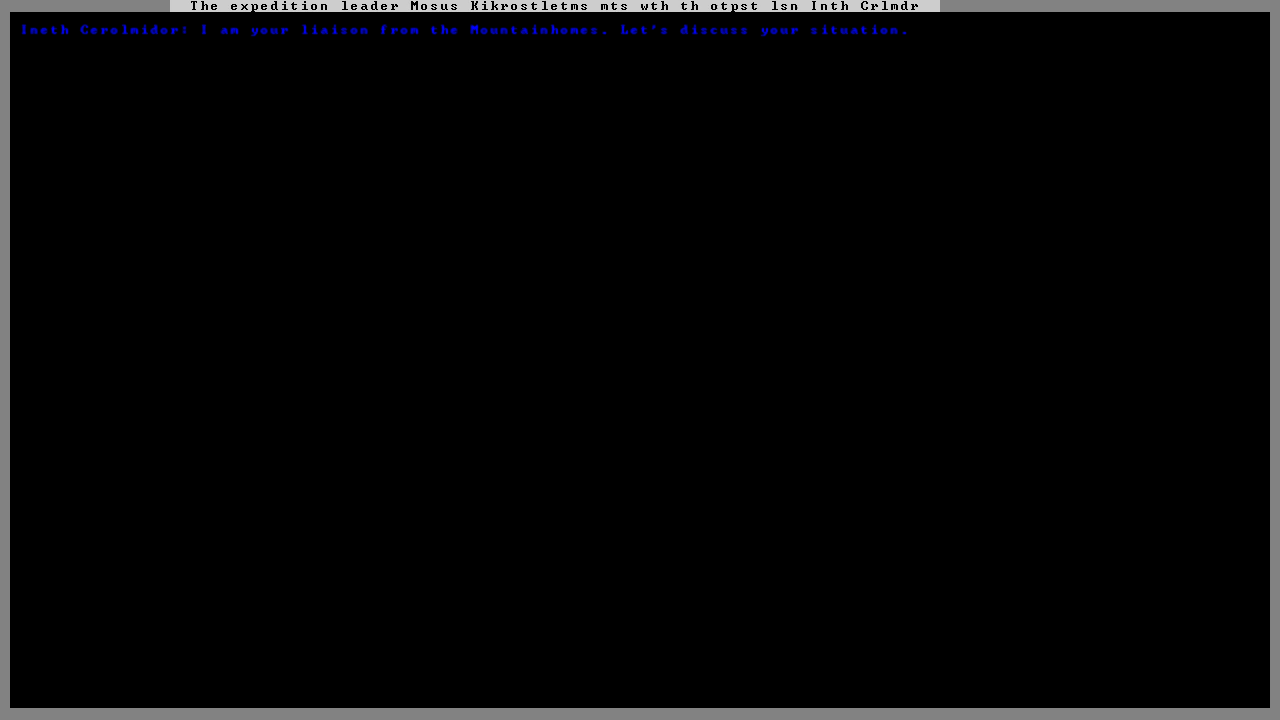 The expedition leader Mosus Kikrostletms mts wth th otpst lsn Inth Crlmdr
Ineth Cerolmidor: I am your liaison from the Mountainhomes. Let's discuss your situation.